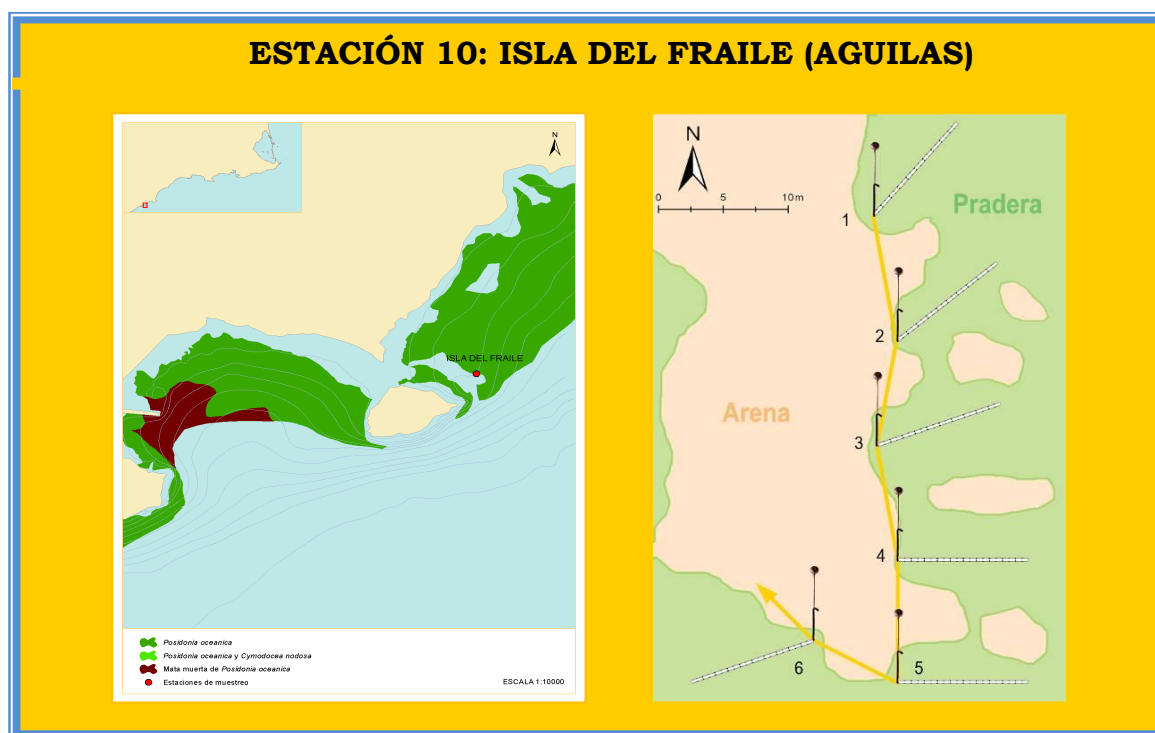 ESTACIÓN 10: ISLA DEL FRAILE (AGUILAS)
N
ISLA DEL FRAILE
Posidonia oceanica
Posidonia oceanica y Cymodocea nodosa
Mata muerta de Posidonia oceanica
Estaciones de muestreo
ESCALA 1:10000
N
0 5 10m
Pradera
Arena
1
2
3
4
5
6